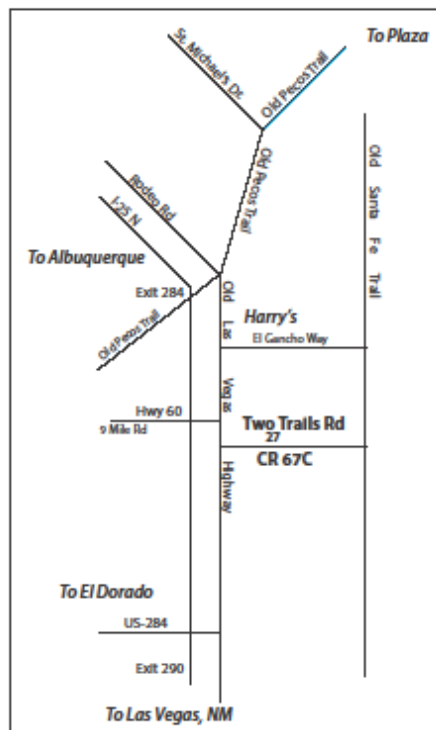 To Plaza
St. Michael's Dr.
Old Pecos Trail
Old Pecos Trail
Old Santa Fe Trail
Rodeo Rd
I-25 N
To Albuquerque
Exit 284
Old Pecos Trail
Old Las Vegas Highway
Harry's
El Gancho Way
Hwy 60
9 Mile Rd
Two Trails Rd
27
CR 67C
To El Dorado
US-284
Exit 290
To Las Vegas, NM